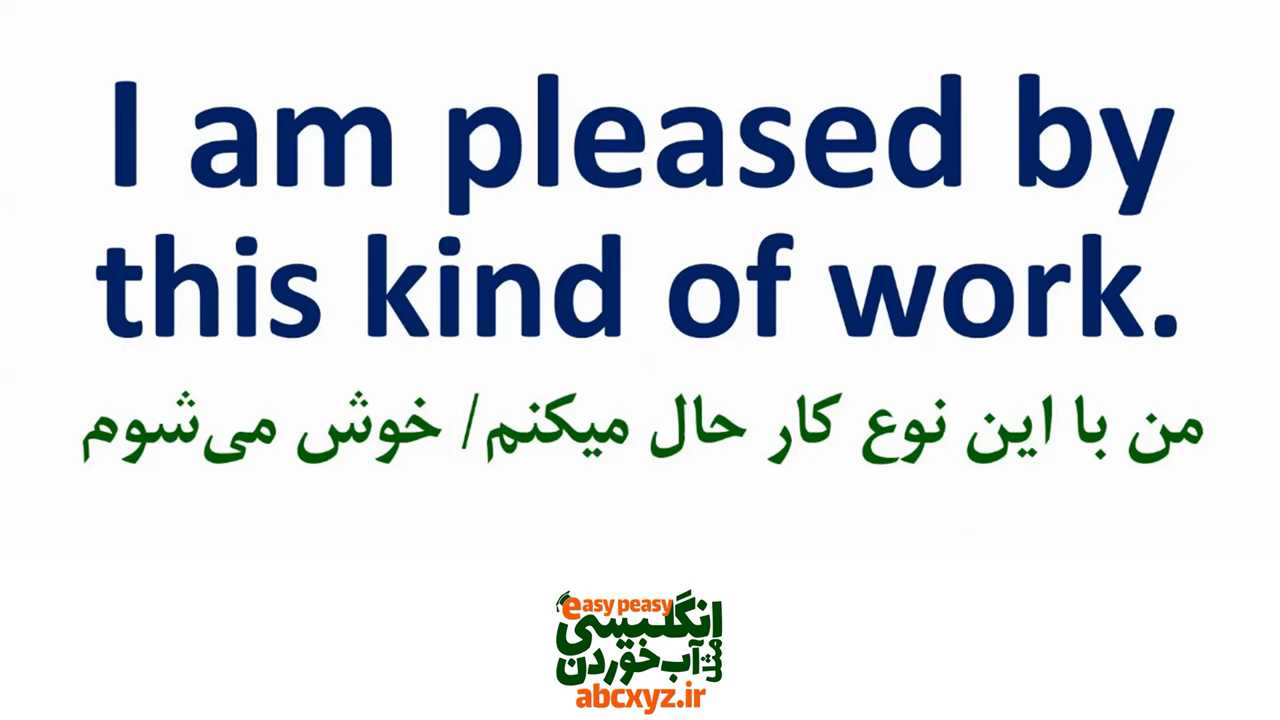 I am pleased by
this kind of work.
من با این نوع کار حال میکنم/ خوش می‌شوم
easy peasy
انگلیسی
مثل آب خوردن
abcxyz.ir